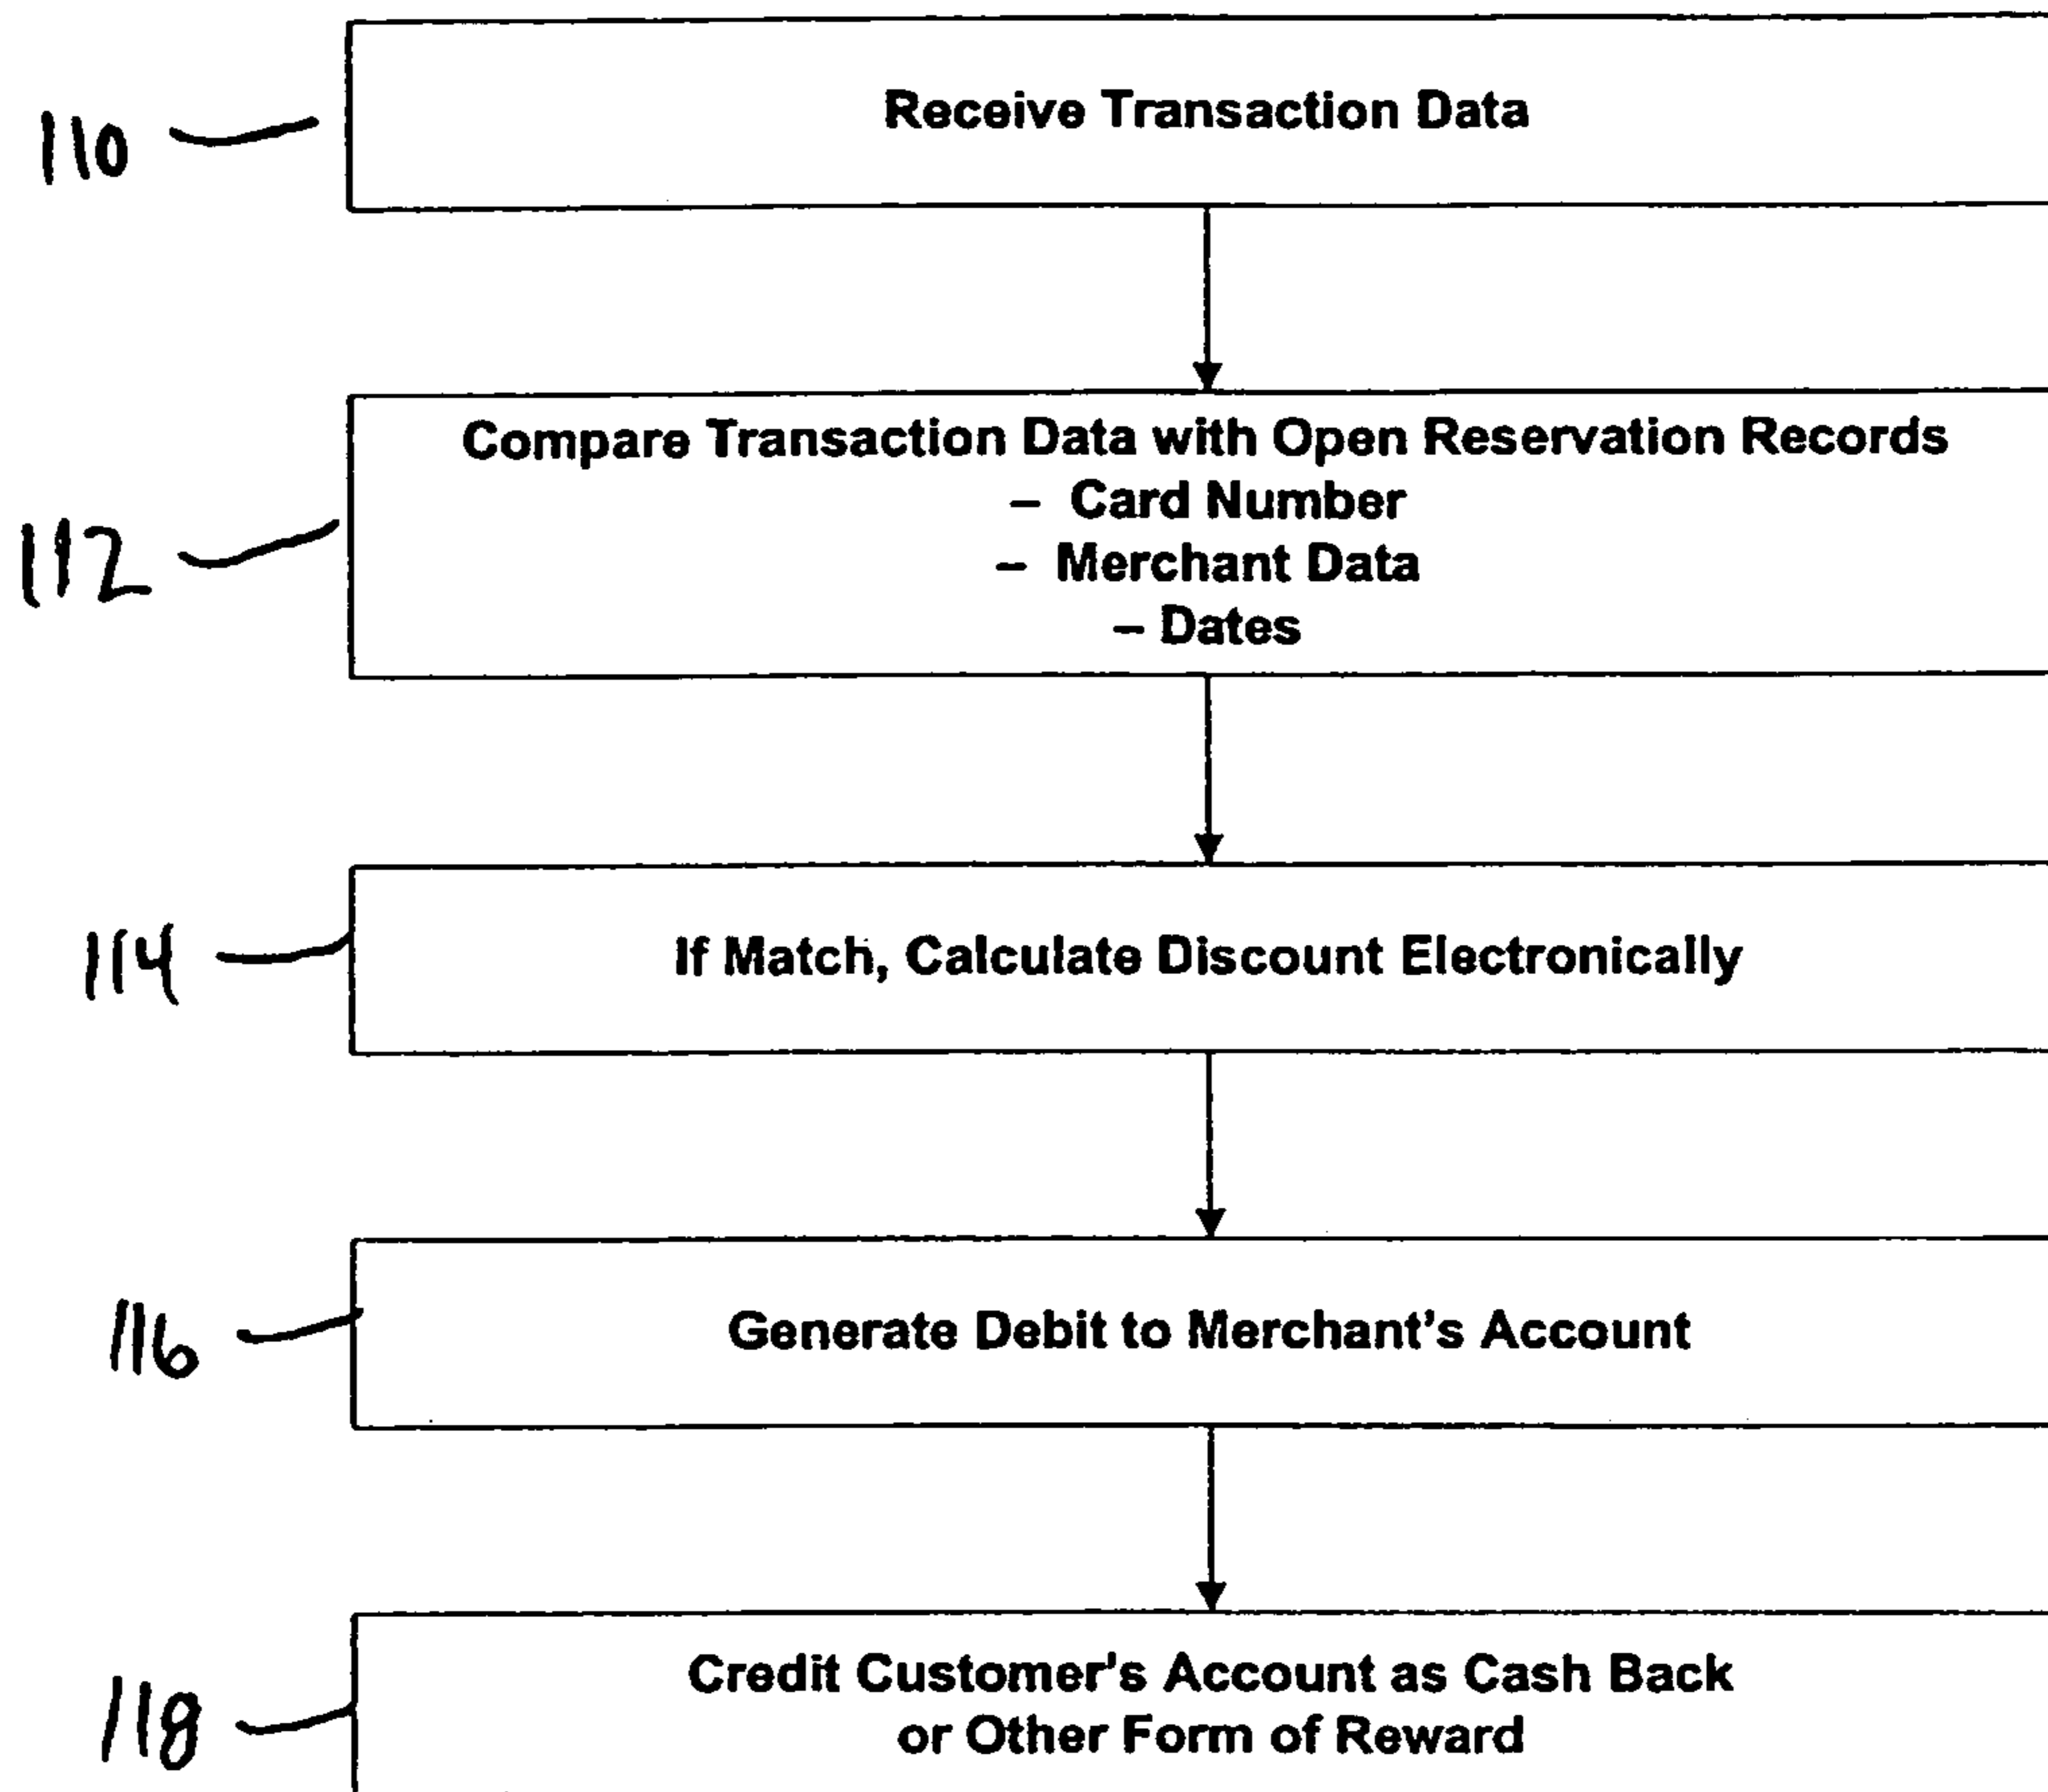 110
Receive Transaction Data
Compare Transaction Data with Open Reservation Records
– Card Number
112
– Merchant Data
– Dates
114
If Match, Calculate Discount Electronically
116
Generate Debit to Merchant's Account
118
Credit Customer's Account as Cash Back
or Other Form of Reward